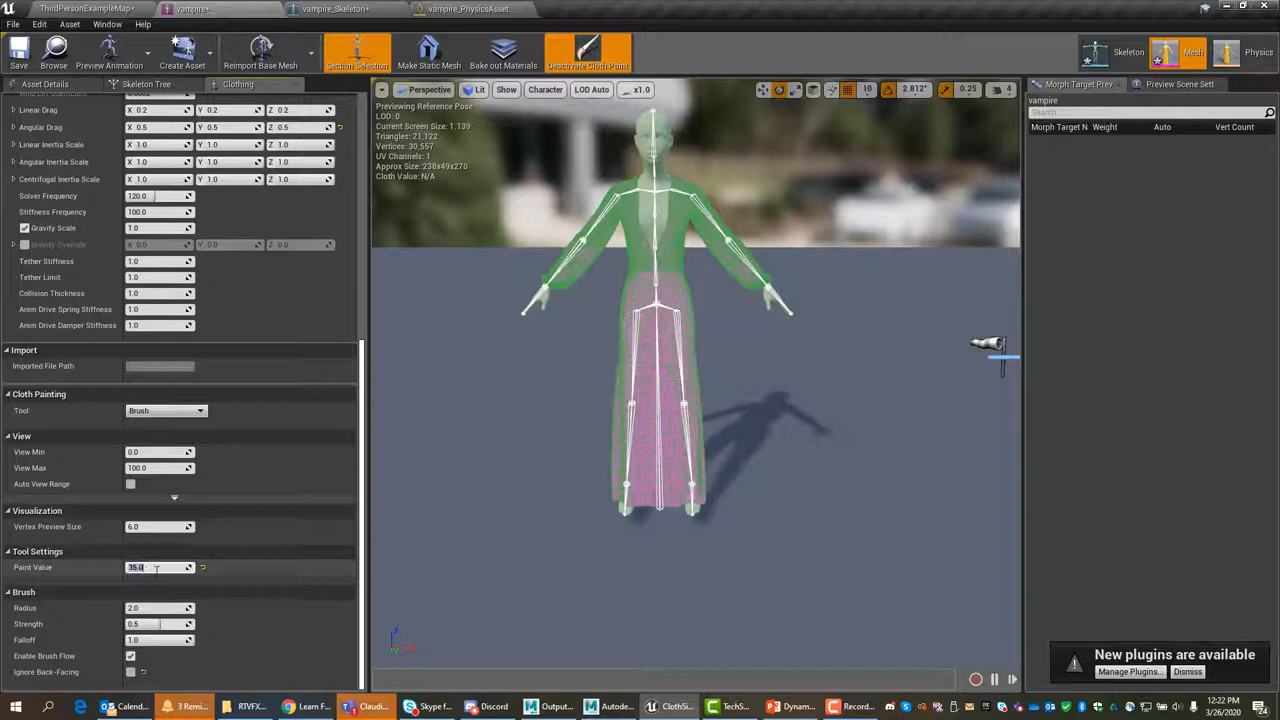 ThirdPersonExampleMap*
vampire*
vampire_Skeleton*
vampire_PhysicsAsset
File Edit Asset Window Help
Save
Browse
Preview Animation
Create Asset
Reimport Base Mesh
Section Selection
Make Static Mesh
Bake out Materials
Deactivate Cloth Paint
Skeleton
Mesh
Physics
Asset Details
Skeleton Tree
Clothing
Linear Drag X 0.2 Y 0.2 Z 0.2
Angular Drag X 0.5 Y 0.5 Z 0.5
Linear Inertia Scale X 1.0 Y 1.0 Z 1.0
Angular Inertia Scale X 1.0 Y 1.0 Z 1.0
Centrifugal Inertia Scale X 1.0 Y 1.0 Z 1.0
Solver Frequency 120.0
Stiffness Frequency 100.0
Gravity Scale 1.0
Gravity Override X 0.0 Y 0.0 Z 0.0
Tether Stiffness 1.0
Tether Limit 1.0
Collision Thickness 1.0
Anim Drive Spring Stiffness 1.0
Anim Drive Damper Stiffness 1.0
Import
Imported File Path
Cloth Painting
Tool Brush
View
View Min 0.0
View Max 100.0
Auto View Range
Visualization
Vertex Preview Size 6.0
Tool Settings
Paint Value 35.0
Brush
Radius 2.0
Strength 0.5
Falloff 1.0
Enable Brush Flow
Ignore Back-Facing
Perspective Lit Show Character LOD Auto x1.0 10 2.812° 0.25 4
Previewing Reference Pose
LOD: 0
Current Screen Size: 1.139
Triangles: 21,122
Vertices: 30,557
UV Channels: 1
Approx Size: 238x49x270
Cloth Value: N/A
Morph Target Prev
Preview Scene Sett
vampire
Search
Morph Target N Weight Auto Vert Count
New plugins are available
Manage Plugins... Dismiss
Calend... 3 Remi... RTVFX... Learn F... Claudi... Skype f... Discord Output... Autode... ClothSi... TechS... Dynam... Record...
12:22 PM
3/26/2020